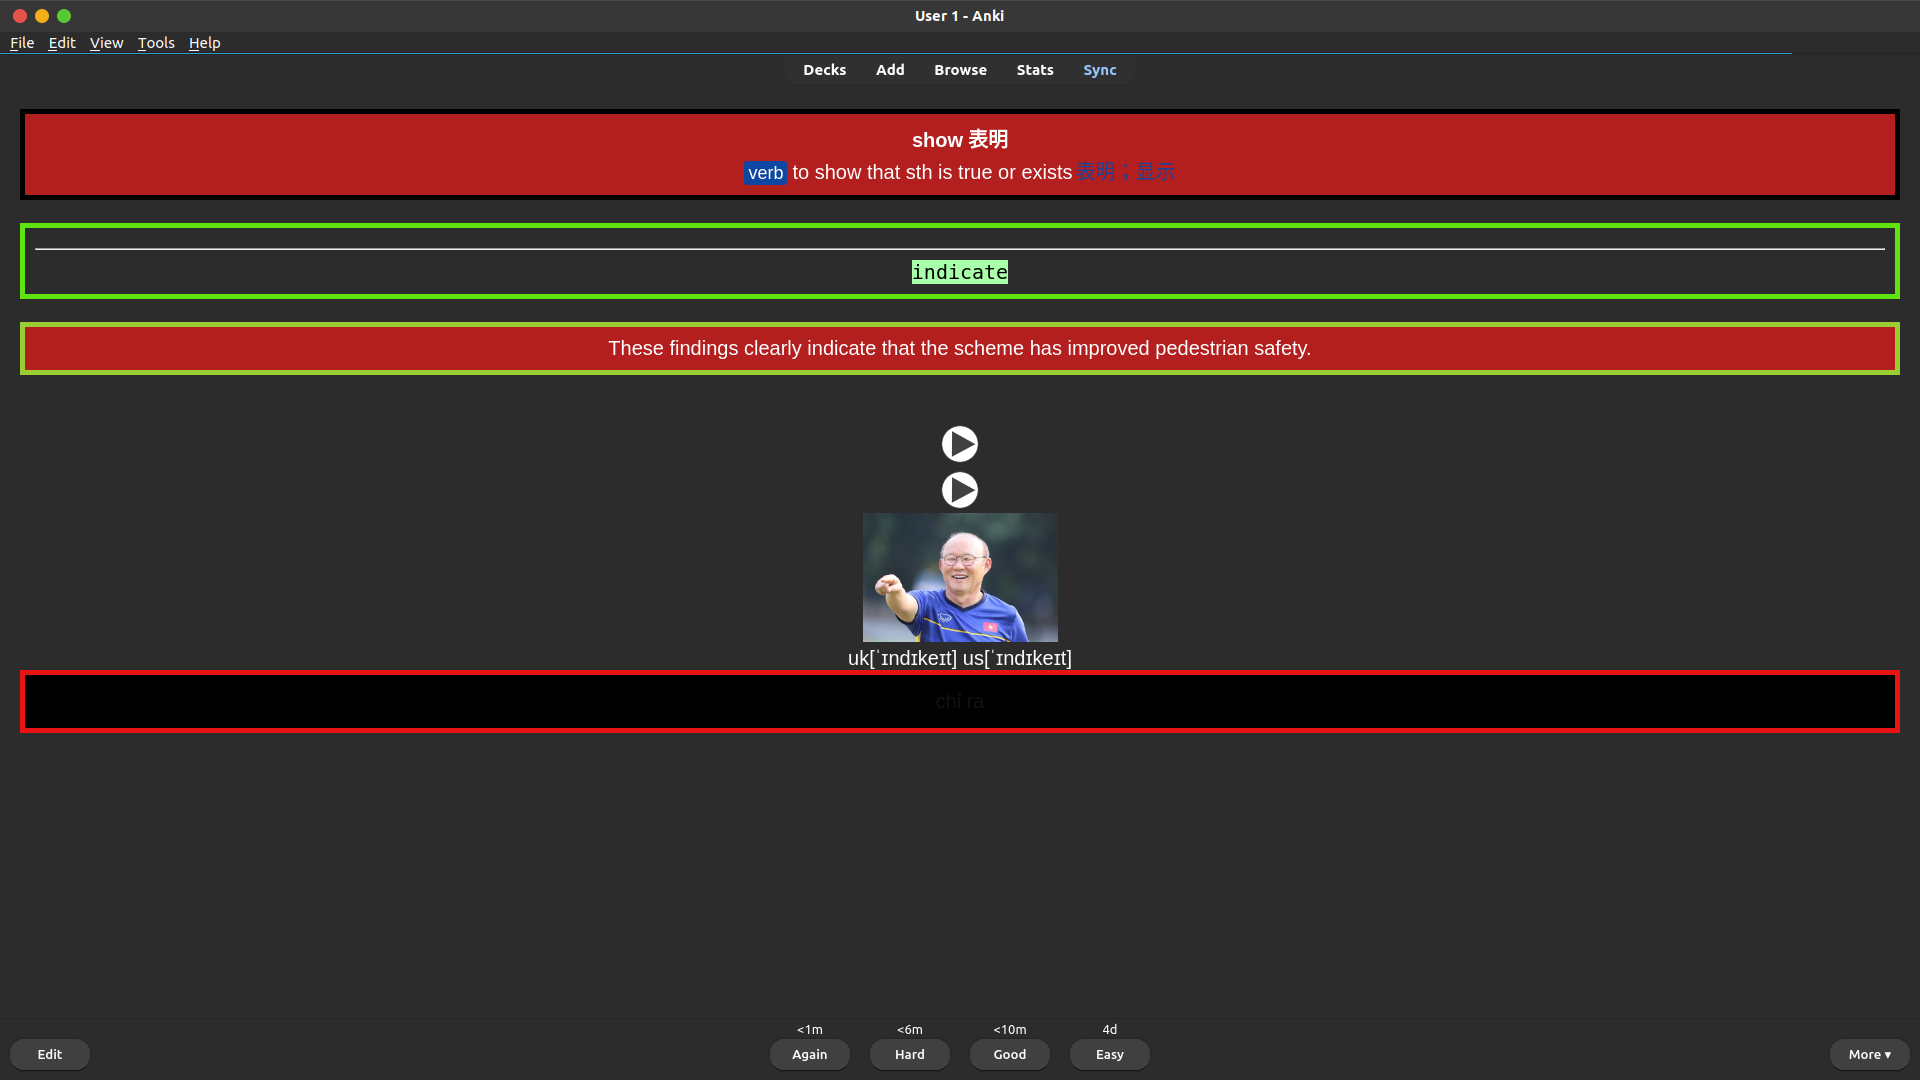 User 1 - Anki
File Edit View Tools Help
Decks Add Browse Stats Sync
show 表明
verb to show that sth is true or exists 表明；显示
indicate
These findings clearly indicate that the scheme has improved pedestrian safety.
uk[ˈɪndɪkeɪt] us[ˈɪndɪkeɪt]
chỉ ra
<1m <6m <10m 4d
Edit Again Hard Good Easy More ▾